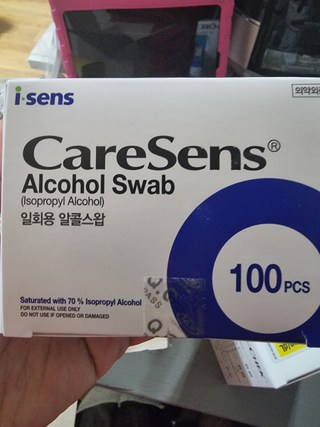 i·sens
의약외
CareSens®
Alcohol Swab
(Isopropyl Alcohol)
일회용 알콜스왑
100 PCS
Saturated with 70 % Isopropyl Alcohol
FOR EXTERNAL USE ONLY
DO NOT USE IF OPENED OR DAMAGED
Q.C
PASS